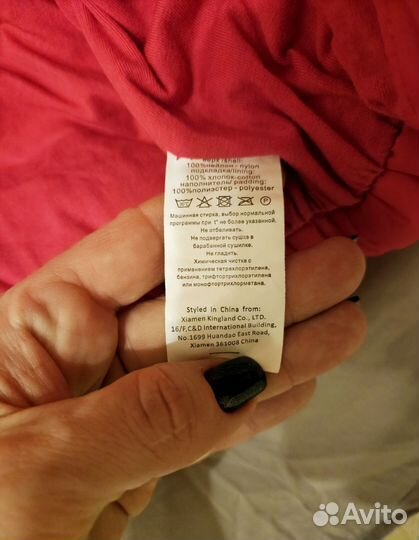 верх /shell:
100%нейлон - nylon
подкладка/lining:
100% хлопок-cotton
наполнитель/ padding:
100%полиэстер - polyester
Машинная стирка, выбор нормальной
программы при t° не более указанной.
Не отбеливать.
Не подвергать сушке в
барабанной сушилке.
Не гладить.
Химическая чистка с
применением тетрахлорэтилена,
бензина, трифтортрихлорэтилена
или монофтортрихлорметана.
Styled in China from:
Xiamen Kingland Co., LTD.
16/F,C&D International Building,
No.1699 Huandao East Road,
Xiamen 361008 China
Avito